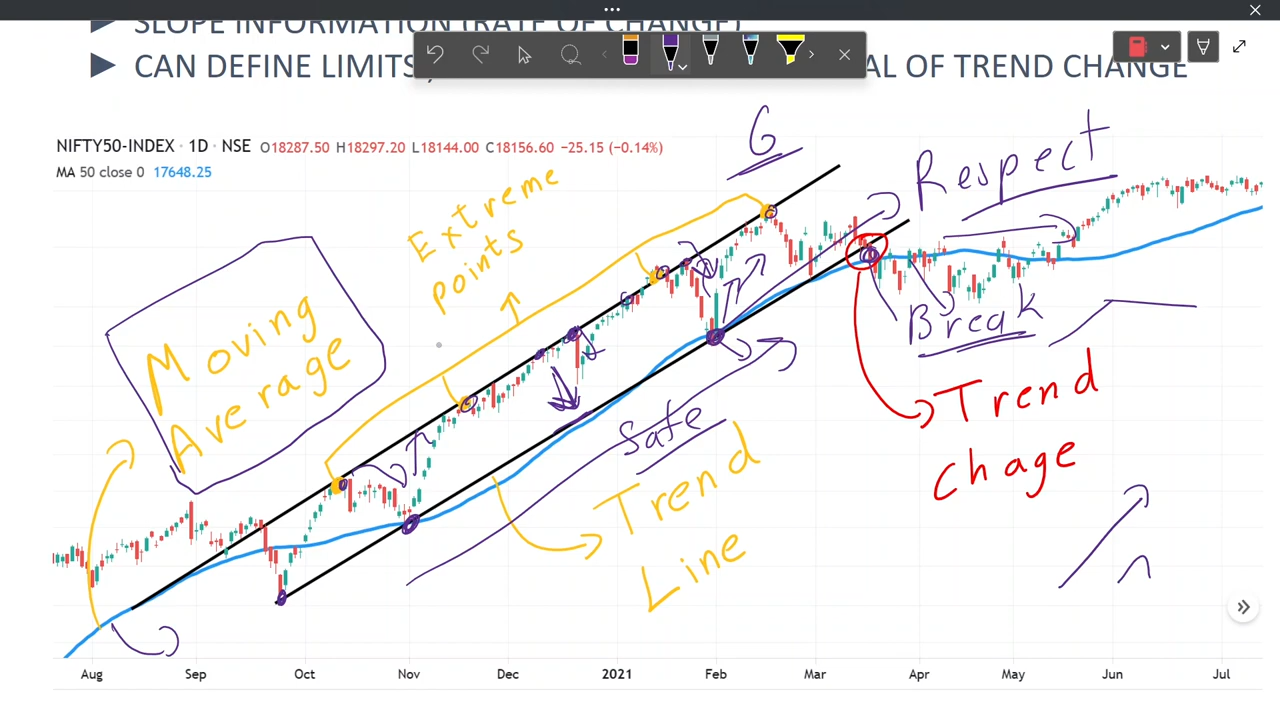 SLOPE INFORMATION (RATE OF CHANGE)
CAN DEFINE LIMITS,
AL OF TREND CHANGE
NIFTY50-INDEX · 1D · NSE O18287.50 H18297.20 L18144.00 C18156.60 −25.15 (−0.14%)
MA 50 close 0 17648.25
6
Respect
Extreme
points
Moving
Average
Break
Trend
Chage
Safe
Trend
Line
Aug Sep Oct Nov Dec 2021 Feb Mar Apr May Jun Jul